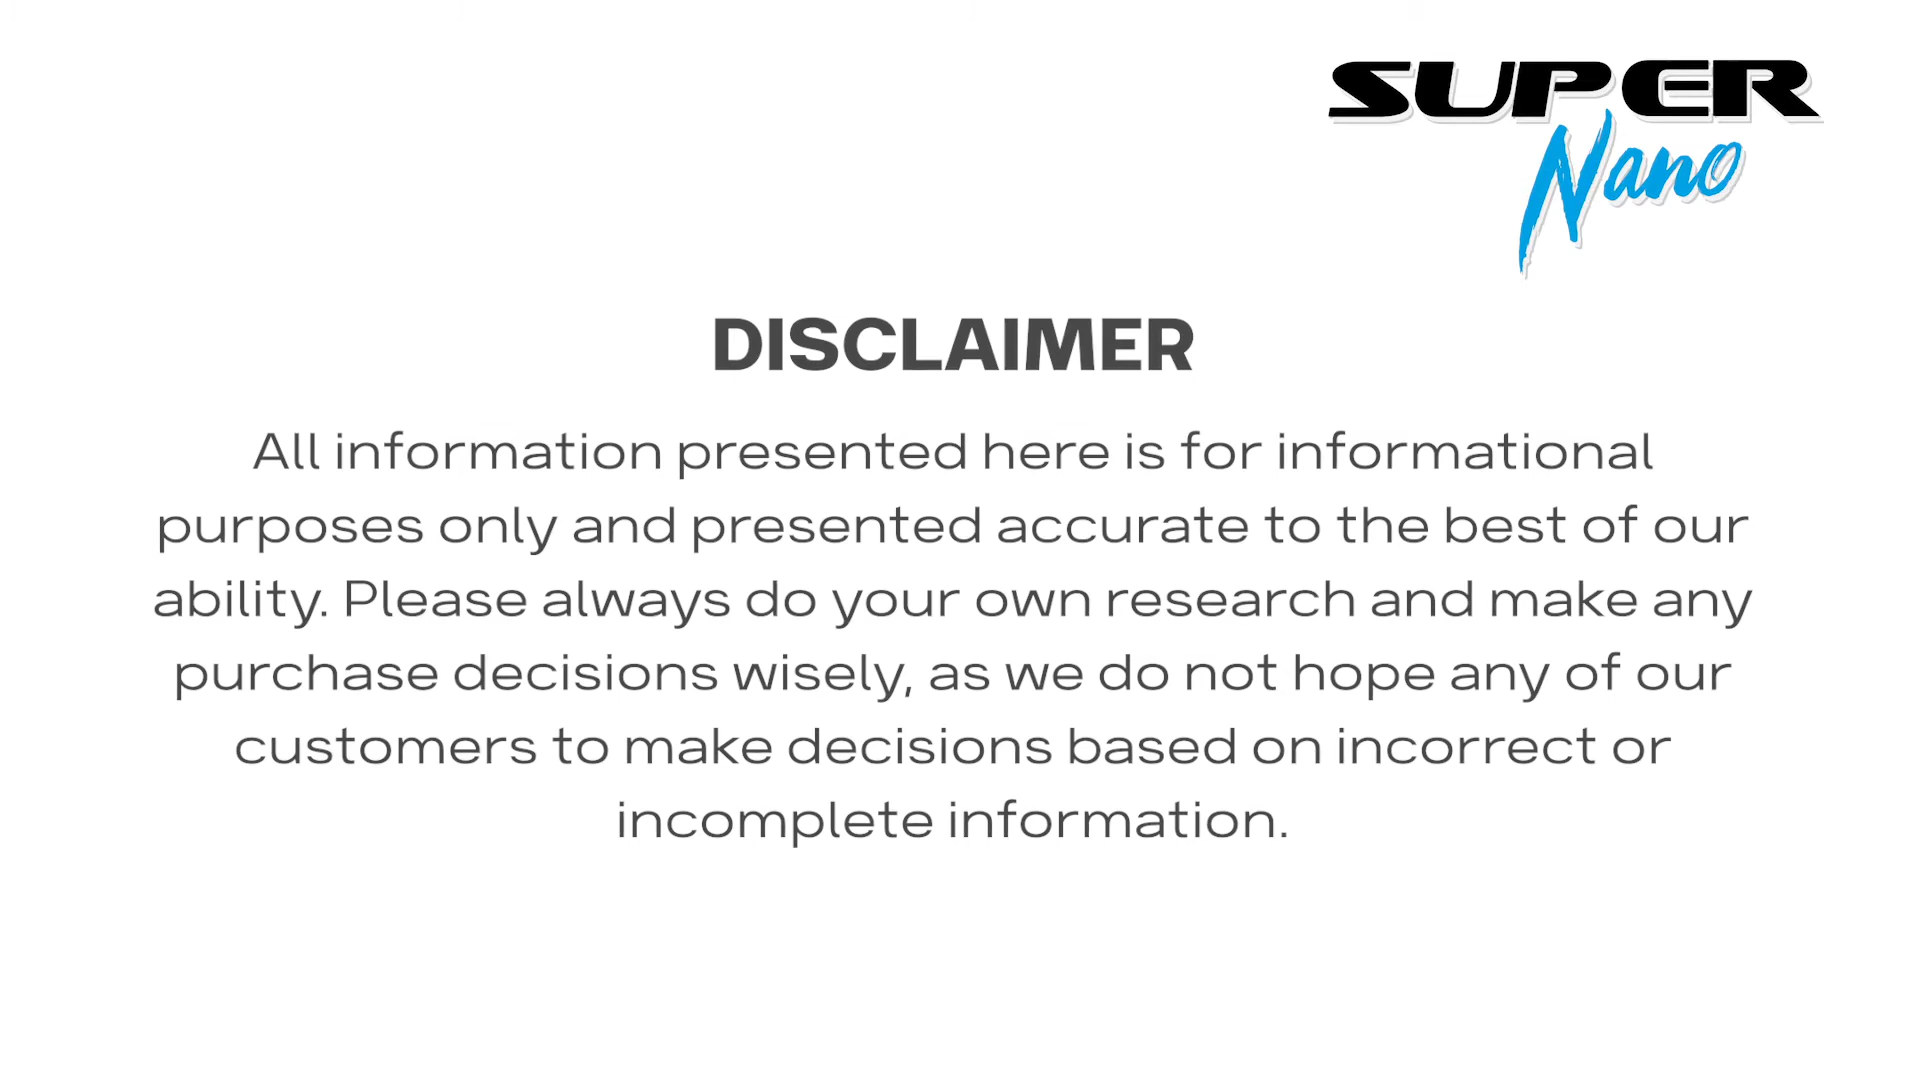 SUPER
Nano
DISCLAIMER
All information presented here is for informational
purposes only and presented accurate to the best of our
ability. Please always do your own research and make any
purchase decisions wisely, as we do not hope any of our
customers to make decisions based on incorrect or
incomplete information.